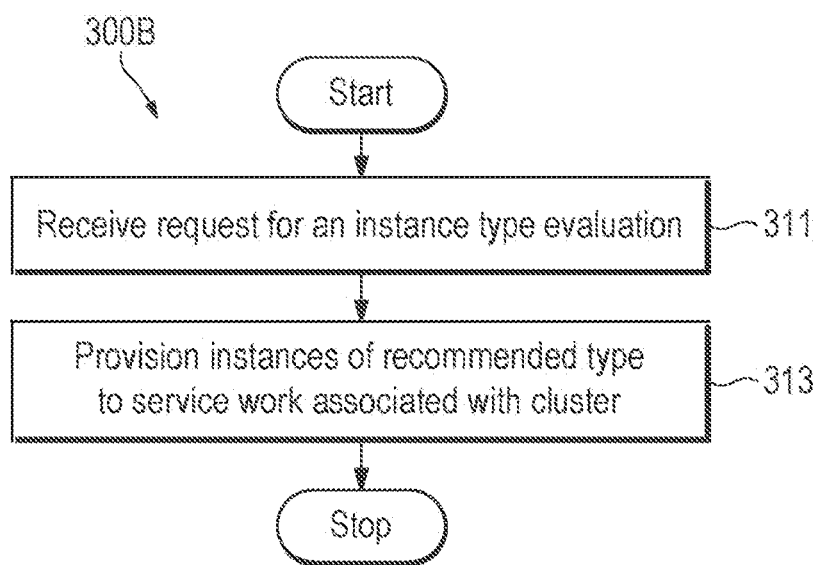 300B
Start
Receive request for an instance type evaluation
311
Provision instances of recommended type
to service work associated with cluster
313
Stop